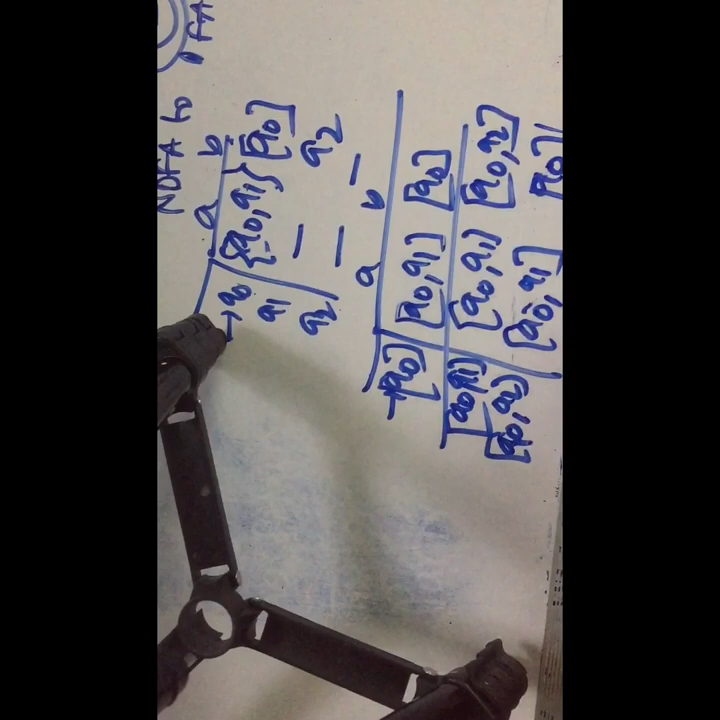 FA
NDFA to
a b
→q0 {q0, q1} [q0]
q1 — q2
q2 — —
a b
→[q0] [q0, q1] [q0]
[q0, q1] [q0, q1] [q0, q2]
[q0, q2] [q0, q1] [q0]